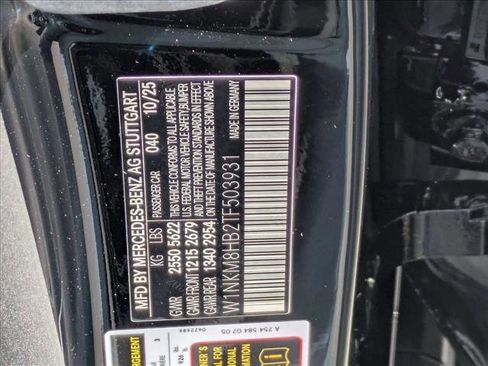 MFD BY MERCEDES-BENZ AG STUTTGART
PASSENGER CAR 040 10/25
KG LBS
GVWR 2550 5622
GAWR FRONT 1215 2679
GAWR REAR 1340 2954
THIS VEHICLE CONFORMS TO ALL APPLICABLE
U.S. FEDERAL MOTOR VEHICLE SAFETY/BUMPER
AND THEFT PREVENTION STANDARDS IN EFFECT
ON THE DATE OF MANUFACTURE SHOWN ABOVE
W1NKM8HB2TF503931
MADE IN GERMANY
A 254 584 07 05